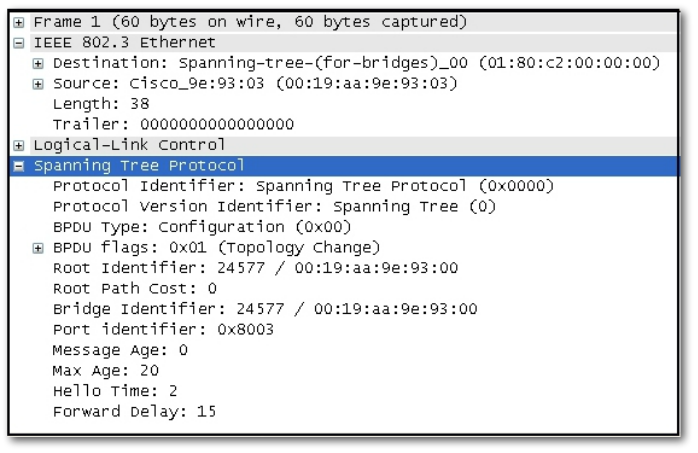 Frame 1 (60 bytes on wire, 60 bytes captured)
IEEE 802.3 Ethernet
Destination: Spanning-tree-(for-bridges)_00 (01:80:c2:00:00:00)
Source: Cisco_9e:93:03 (00:19:aa:9e:93:03)
Length: 38
Trailer: 0000000000000000
Logical-Link Control
Spanning Tree Protocol
Protocol Identifier: Spanning Tree Protocol (0x0000)
Protocol Version Identifier: Spanning Tree (0)
BPDU Type: Configuration (0x00)
BPDU flags: 0x01 (Topology Change)
Root Identifier: 24577 / 00:19:aa:9e:93:00
Root Path Cost: 0
Bridge Identifier: 24577 / 00:19:aa:9e:93:00
Port identifier: 0x8003
Message Age: 0
Max Age: 20
Hello Time: 2
Forward Delay: 15